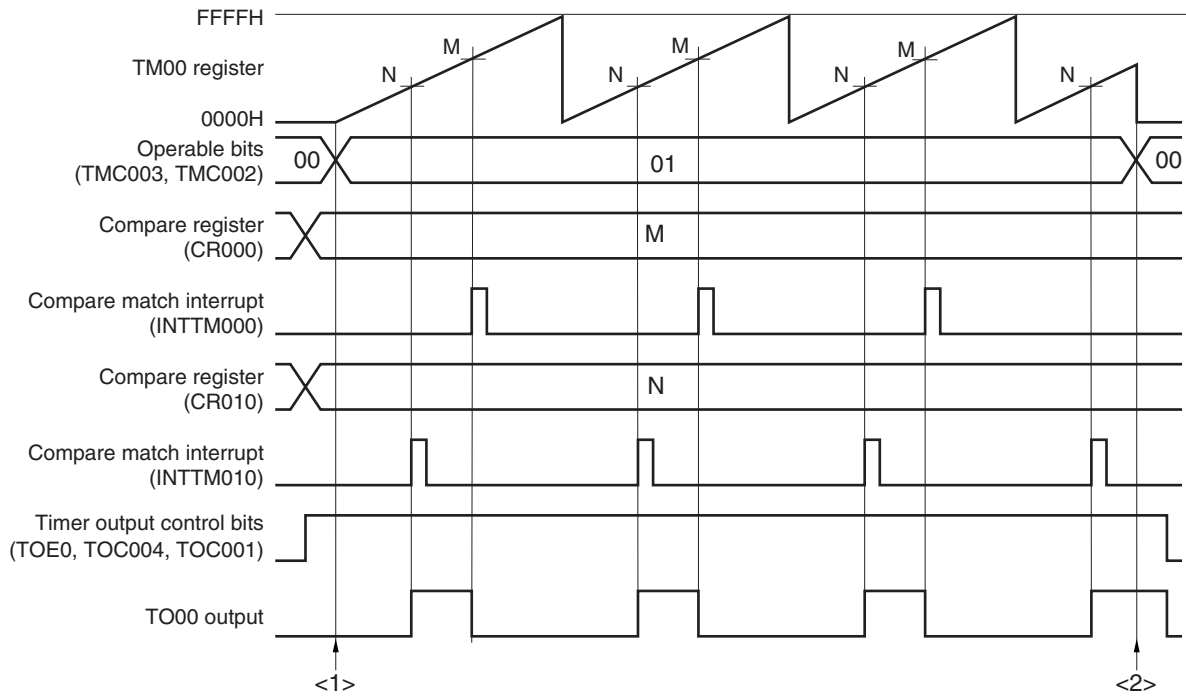 FFFFH
M
M
M
TM00 register
N
N
N
N
0000H
Operable bits
(TMC003, TMC002)
00
01
00
Compare register
(CR000)
M
Compare match interrupt
(INTTM000)
Compare register
(CR010)
N
Compare match interrupt
(INTTM010)
Timer output control bits
(TOE0, TOC004, TOC001)
TO00 output
<1>
<2>